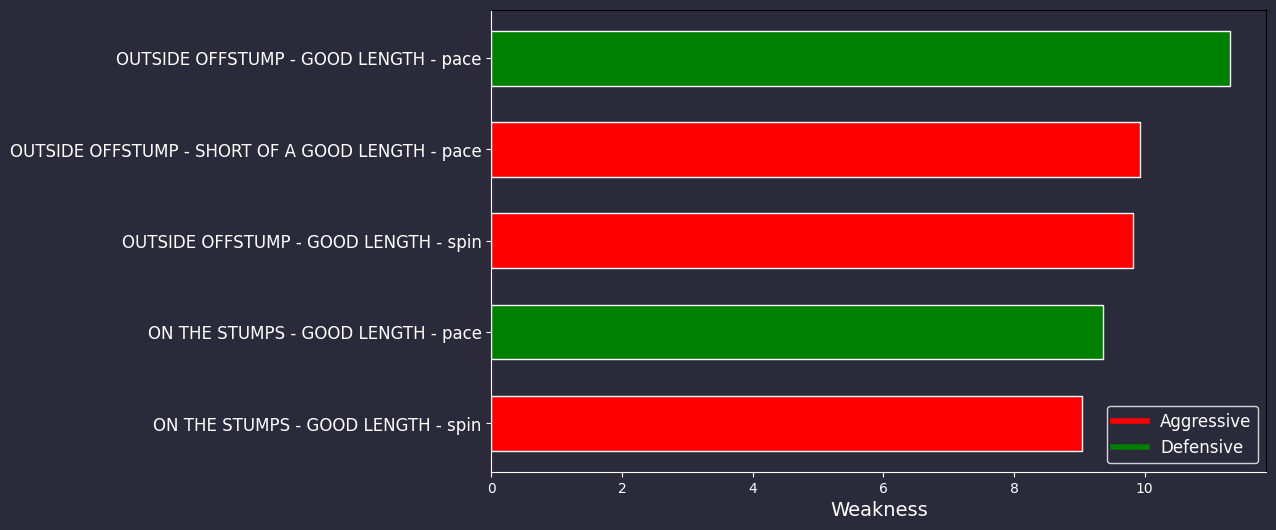 OUTSIDE OFFSTUMP - GOOD LENGTH - pace
OUTSIDE OFFSTUMP - SHORT OF A GOOD LENGTH - pace
OUTSIDE OFFSTUMP - GOOD LENGTH - spin
ON THE STUMPS - GOOD LENGTH - pace
ON THE STUMPS - GOOD LENGTH - spin
Aggressive
Defensive
0 2 4 6 8 10
Weakness